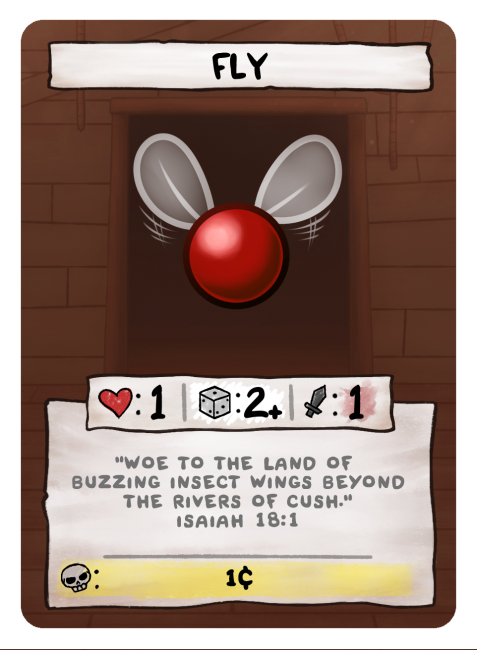 FLY
:1 :2+ :1
"WOE TO THE LAND OF
BUZZING INSECT WINGS BEYOND
THE RIVERS OF CUSH."
ISAIAH 18:1
: 1¢